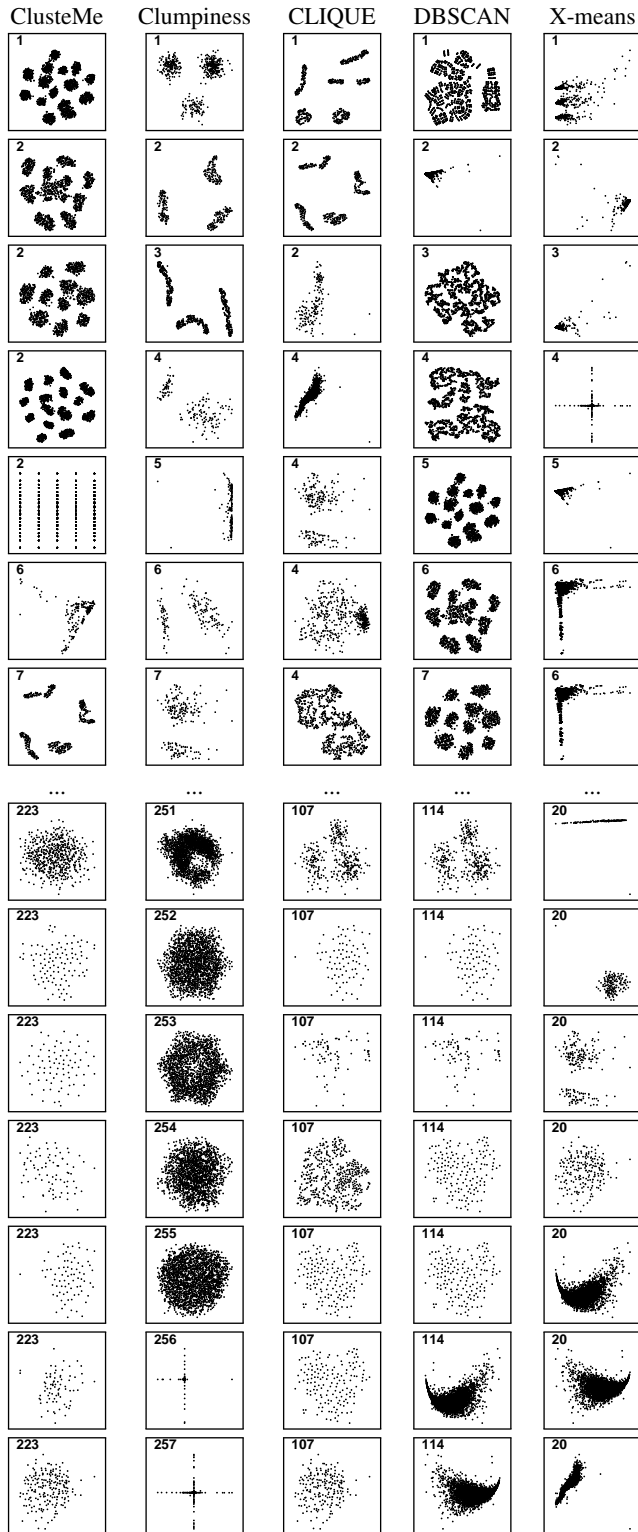 ClusteMe Clumpiness CLIQUE DBSCAN X-means
1 1 1 1 1
2 2 2 2 2
2 3 2 3 3
2 4 4 4 4
2 5 4 5 5
6 6 4 6 6
7 7 4 7 6
... ... ... ... ...
223 251 107 114 20
223 252 107 114 20
223 253 107 114 20
223 254 107 114 20
223 255 107 114 20
223 256 107 114 20
223 257 107 114 20